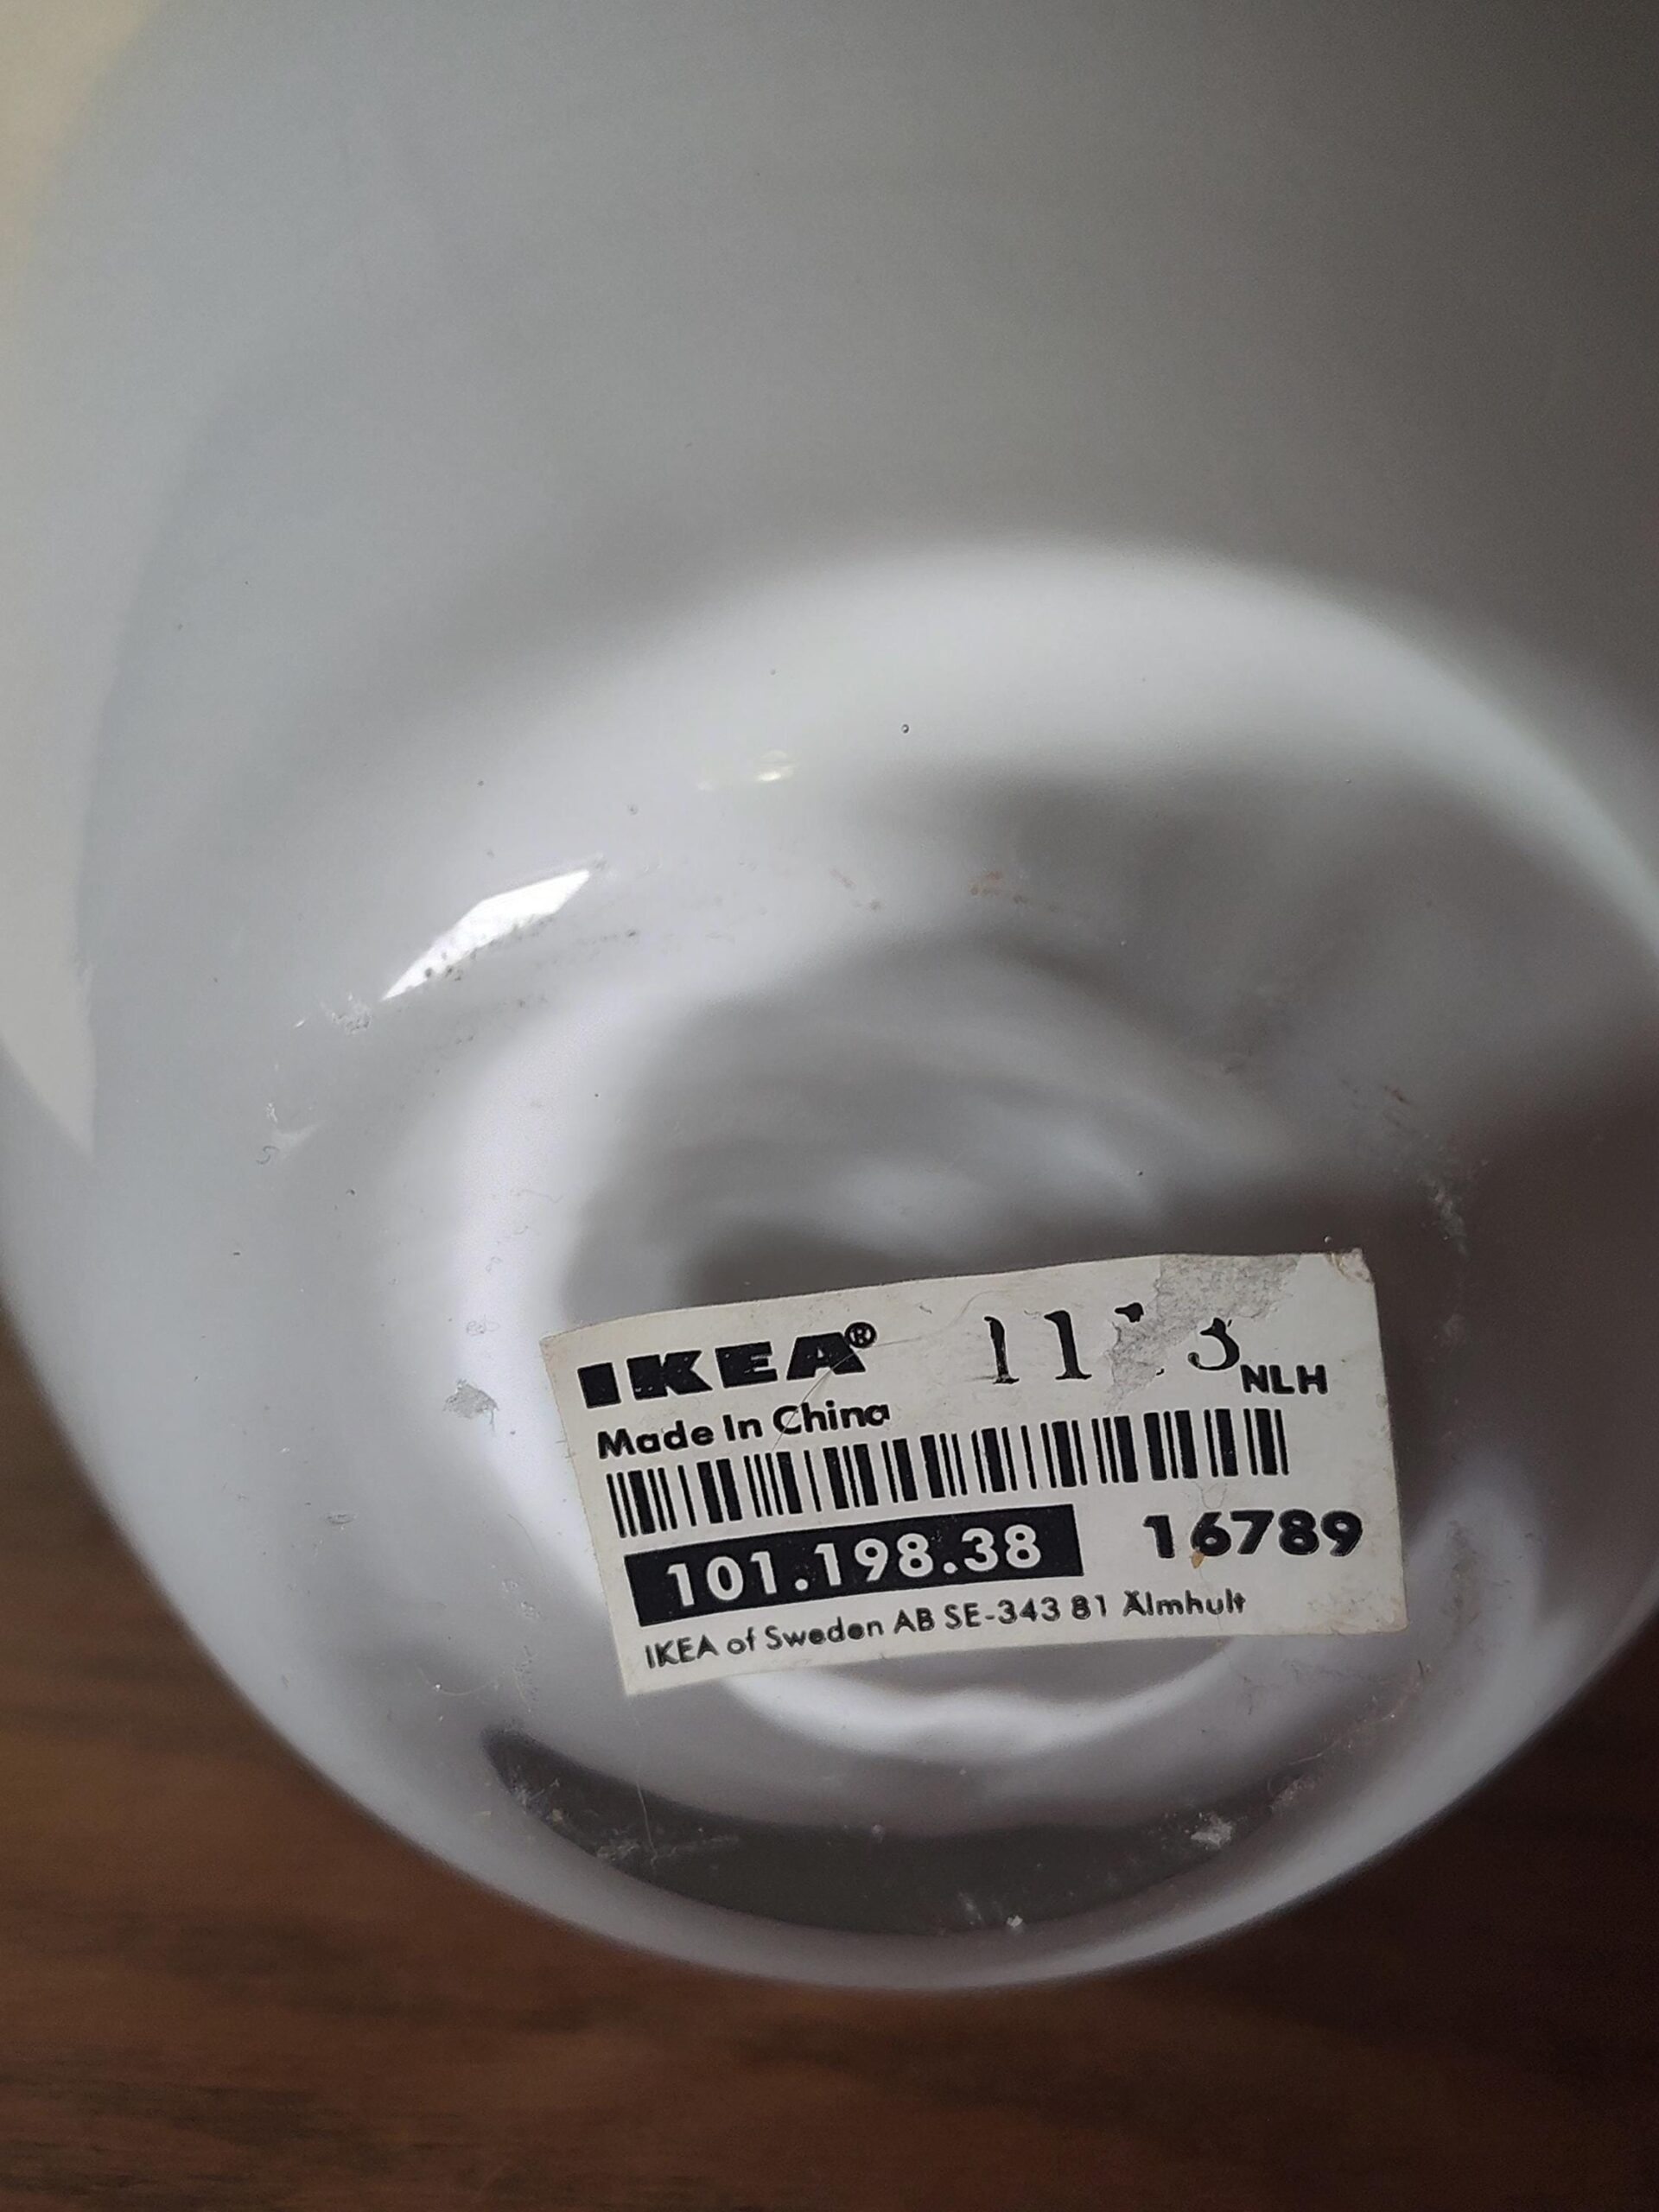 IKEA®
NLH
Made In China
101.198.38 16789
IKEA of Sweden AB SE-343 81 Älmhult